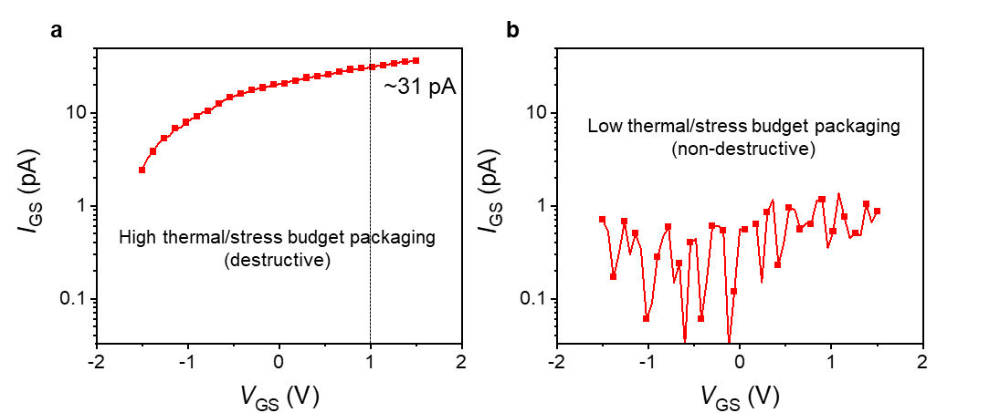 a
10
1
0.1
-2
-1
0
1
2
I_GS (pA)
V_GS (V)
~31 pA
High thermal/stress budget packaging
(destructive)
b
10
1
0.1
-2
-1
0
1
2
I_GS (pA)
V_GS (V)
Low thermal/stress budget packaging
(non-destructive)